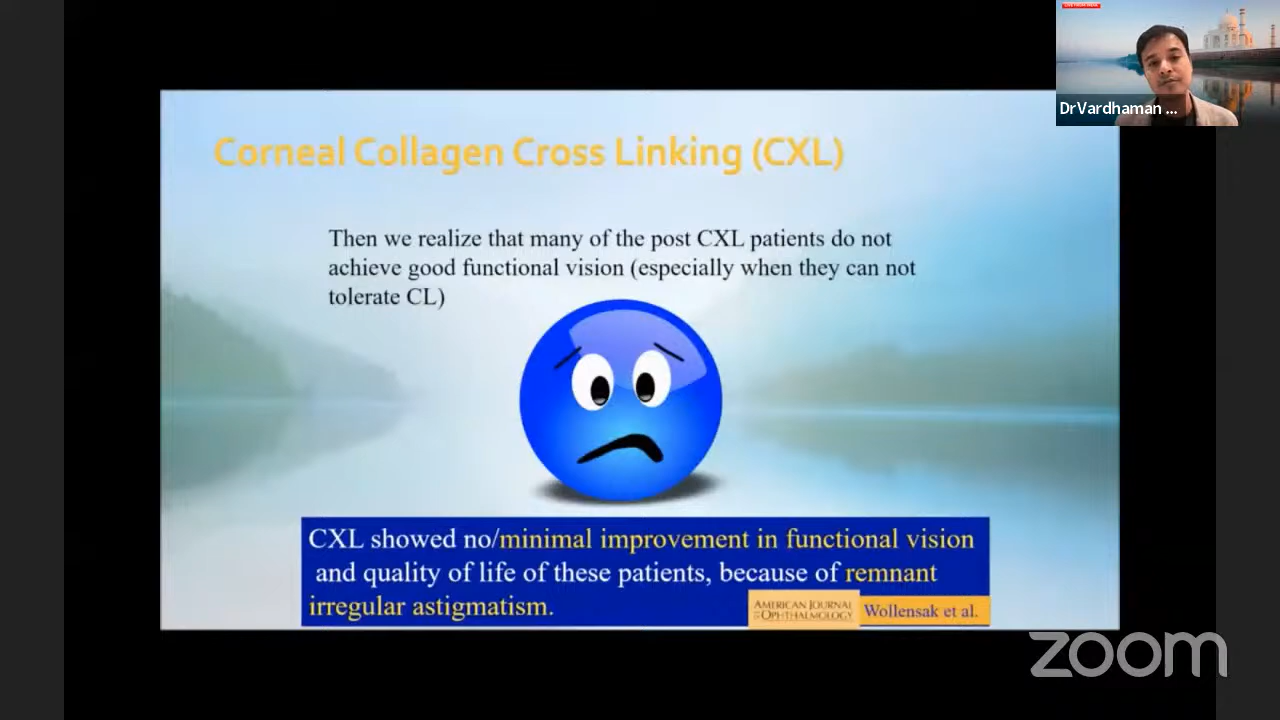 DrVardhaman ...
Corneal Collagen Cross Linking (CXL)
Then we realize that many of the post CXL patients do not
achieve good functional vision (especially when they can not
tolerate CL)
CXL showed no/minimal improvement in functional vision
and quality of life of these patients, because of remnant
irregular astigmatism.
AMERICAN JOURNAL
OF OPHTHALMOLOGY
Wollensak et al.
zoom